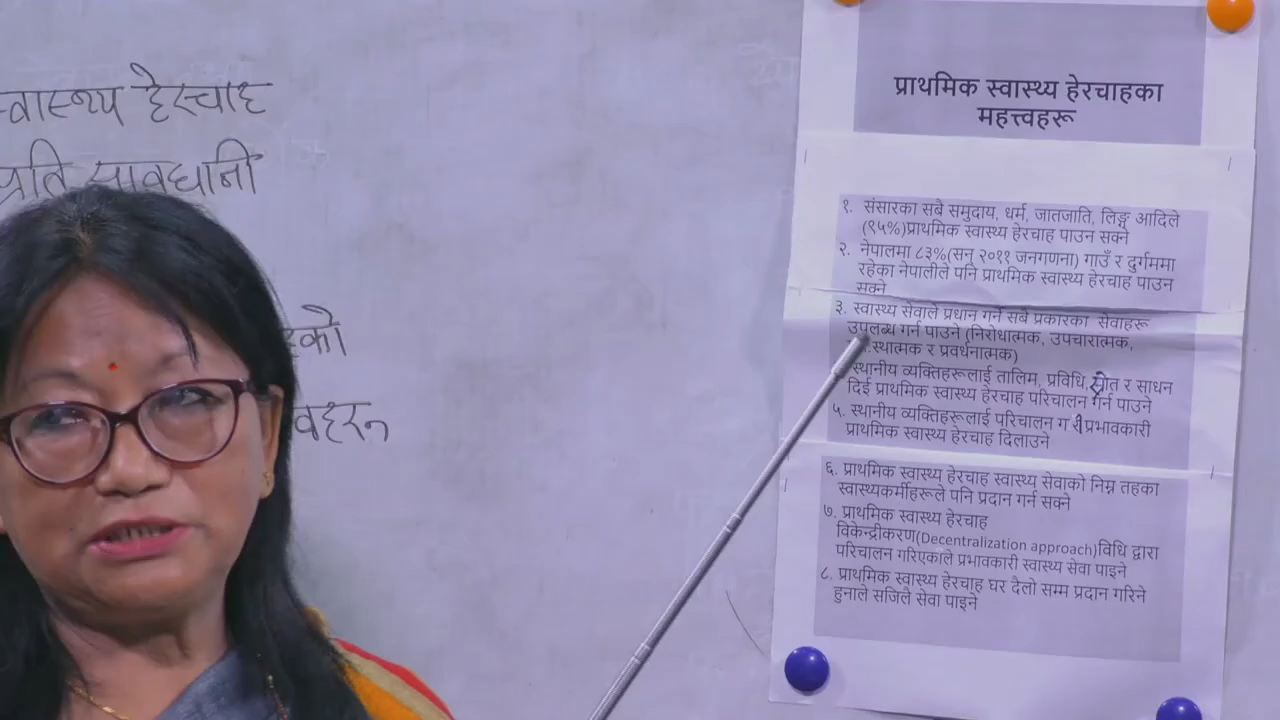 स्वास्थ्य हेरचाह
प्रति सावधानी
प्राथमिक स्वास्थ्य हेरचाहका
महत्त्वहरू
१. संसारका सबै समुदाय, धर्म, जातजाति, लिङ्ग आदिले
(९५%)प्राथमिक स्वास्थ्य हेरचाह पाउन सक्ने
२. नेपालमा ८३%(सन् २०११ जनगणना) गाउँ र दुर्गममा
रहेका नेपालीले पनि प्राथमिक स्वास्थ्य हेरचाह पाउन
सक्ने
३. स्वास्थ्य सेवाले प्रधान गर्ने सबै प्रकारका सेवाहरू
उपलब्ध गर्न पाउने (निरोधात्मक, उपचारात्मक,
स्थात्मक र प्रवर्धनात्मक)
स्थानीय व्यक्तिहरूलाई तालिम, प्रविधि, स्रोत र साधन
दिई प्राथमिक स्वास्थ्य हेरचाह परिचालन गर्न पाउने
५. स्थानीय व्यक्तिहरूलाई परिचालन गरी प्रभावकारी
प्राथमिक स्वास्थ्य हेरचाह दिलाउने
६. प्राथमिक स्वास्थ्य हेरचाह स्वास्थ्य सेवाको निम्न तहका
स्वास्थ्यकर्मीहरूले पनि प्रदान गर्न सक्ने
७. प्राथमिक स्वास्थ्य हेरचाह
विकेन्द्रीकरण(Decentralization approach)विधि द्वारा
परिचालन गरिएकाले प्रभावकारी स्वास्थ्य सेवा पाइने
८. प्राथमिक स्वास्थ्य हेरचाह घर दैलो सम्म प्रदान गरिने
हुनाले सजिलै सेवा पाइने